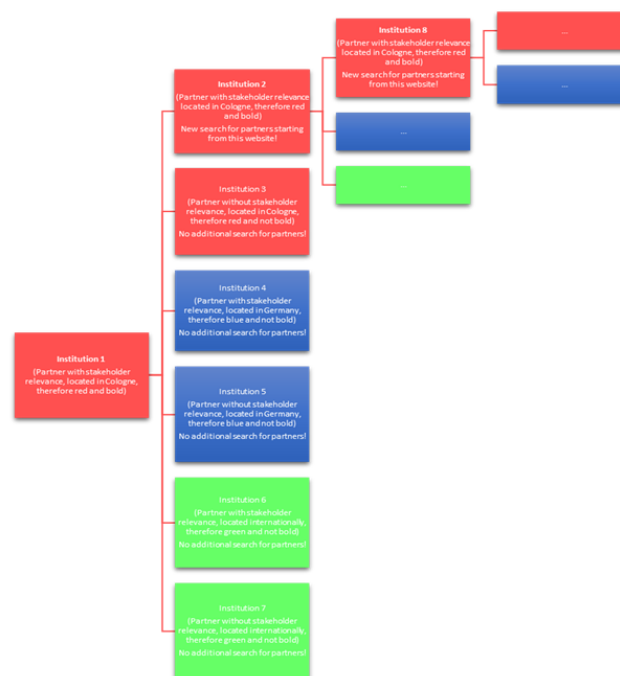 Institution 8
(Partner with stakeholder relevance
located in Cologne, therefore red
and bold)
New search for partners starting
from this website!
...
...
Institution 2
(Partner with stakeholder relevance
located in Cologne, therefore red
and bold)
New search for partners starting
from this website!
...
...
Institution 3
(Partner without stakeholder
relevance, located in Cologne,
therefore red and not bold)
No additional search for partners!
Institution 4
(Partner with stakeholder
relevance, located in Germany,
therefore blue and not bold)
No additional search for partners!
Institution 1
(Partner with stakeholder
relevance, located in Cologne,
therefore red and bold)
Institution 5
(Partner without stakeholder
relevance, located in Germany,
therefore blue and not bold)
No additional search for partners!
Institution 6
(Partner with stakeholder
relevance, located internationally,
therefore green and not bold)
No additional search for partners!
Institution 7
(Partner without stakeholder
relevance, located internationally,
therefore green and not bold)
No additional search for partners!